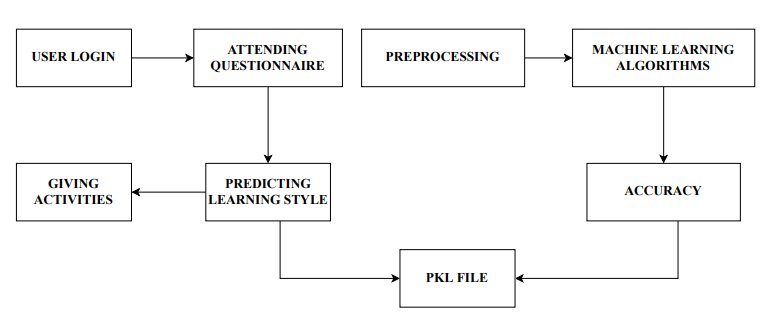 USER LOGIN
ATTENDING
QUESTIONNAIRE
PREPROCESSING
MACHINE LEARNING
ALGORITHMS
GIVING
ACTIVITIES
PREDICTING
LEARNING STYLE
ACCURACY
PKL FILE